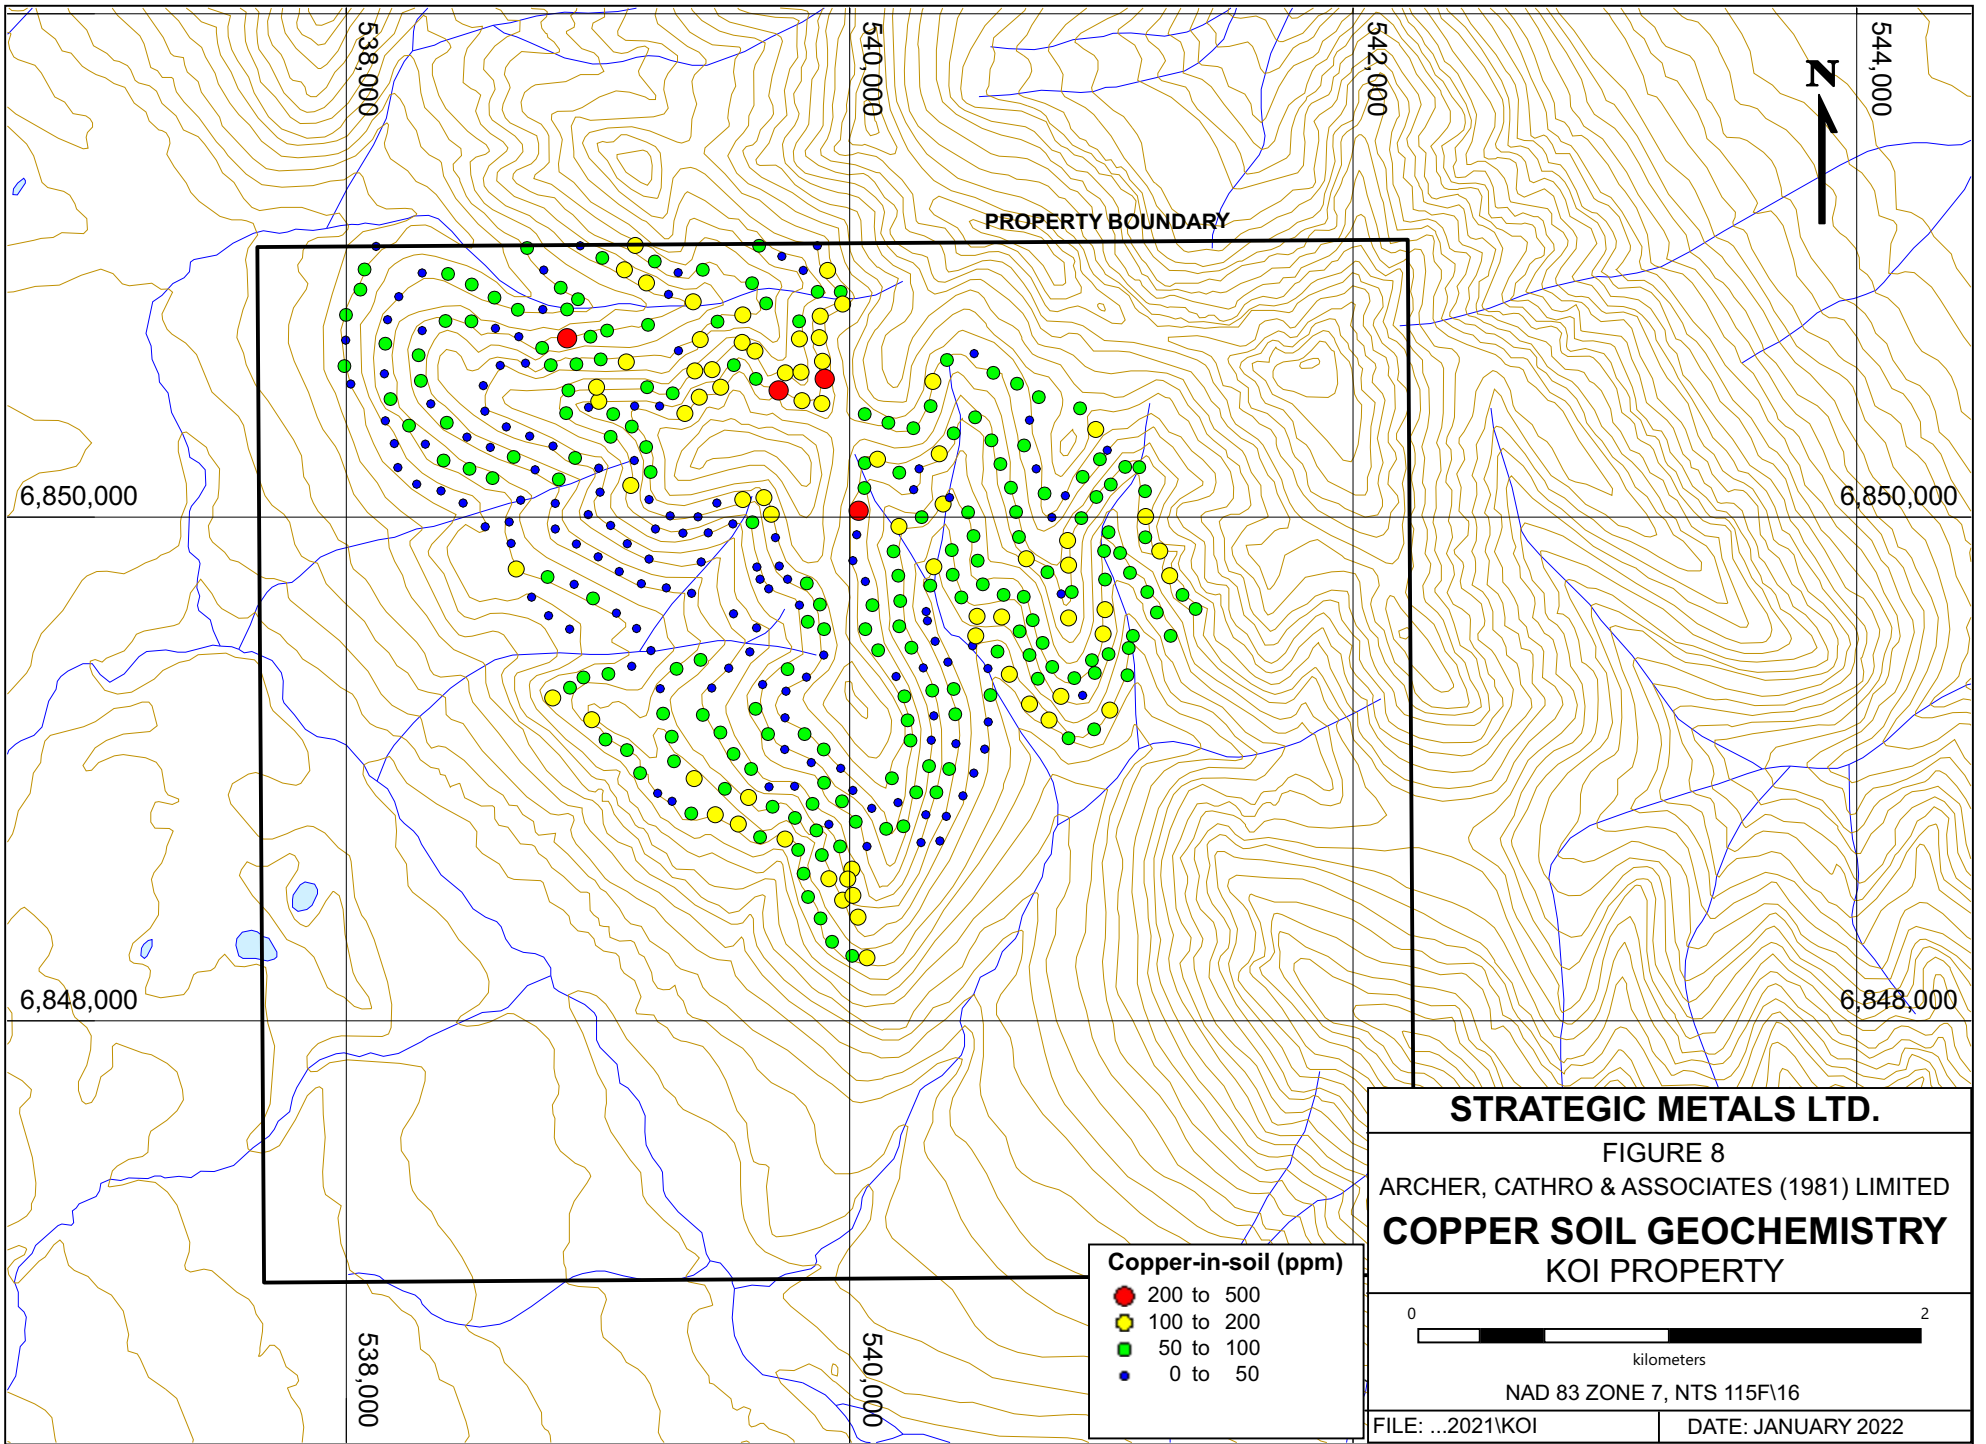 538,000
540,000
542,000
544,000
N
PROPERTY BOUNDARY
6,850,000
6,850,000
6,848,000
6,848,000
538,000
540,000
Copper-in-soil (ppm)
200 to 500
100 to 200
50 to 100
0 to 50
STRATEGIC METALS LTD.
FIGURE 8
ARCHER, CATHRO & ASSOCIATES (1981) LIMITED
COPPER SOIL GEOCHEMISTRY
KOI PROPERTY
0 2
kilometers
NAD 83 ZONE 7, NTS 115F\16
FILE: ...2021\KOI DATE: JANUARY 2022